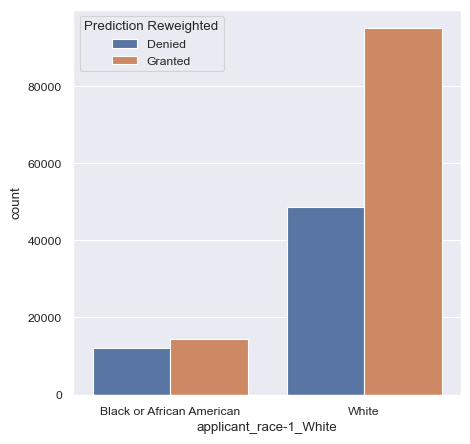 Prediction Reweighted
Denied
Granted
80000
60000
40000
20000
0
count
Black or African American
White
applicant_race-1_White